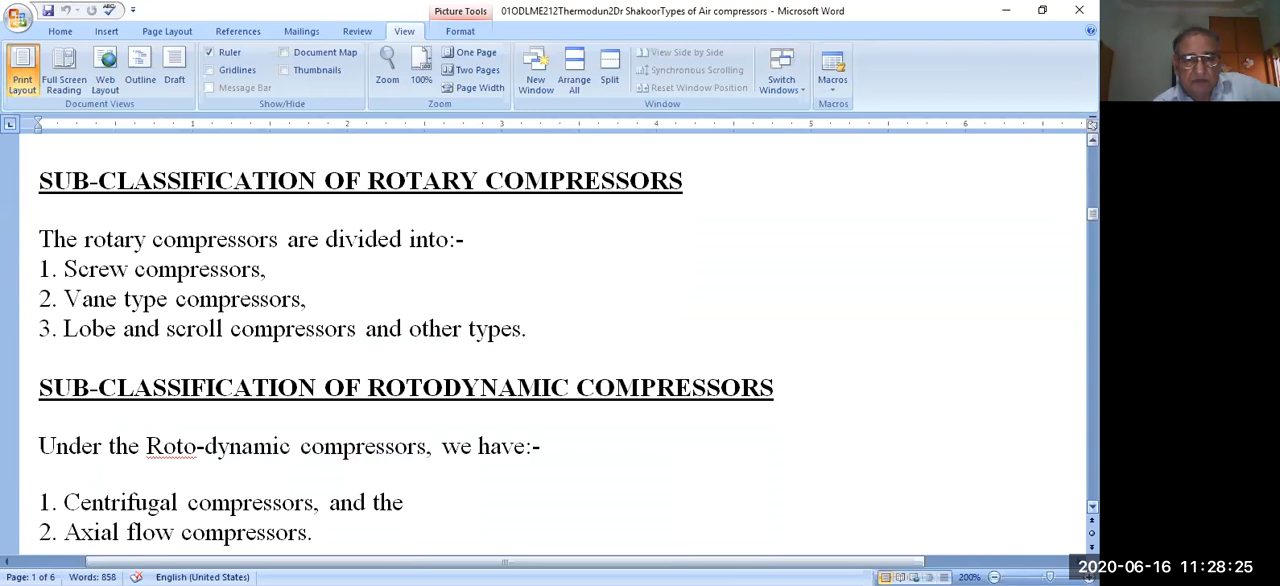 Picture Tools
01ODLME212Thermodun2Dr ShakoorTypes of Air compressors - Microsoft Word
Home Insert Page Layout References Mailings Review View Format
Print Layout
Full Screen Reading
Web Layout
Outline
Draft
Document Views
Ruler
Gridlines
Message Bar
Document Map
Thumbnails
Show/Hide
Zoom
100%
One Page
Two Pages
Page Width
Zoom
New Window
Arrange All
Split
View Side by Side
Synchronous Scrolling
Reset Window Position
Window
Switch Windows
Macros
Macros
1 2 3 4 5 6
SUB-CLASSIFICATION OF ROTARY COMPRESSORS
The rotary compressors are divided into:-
1. Screw compressors,
2. Vane type compressors,
3. Lobe and scroll compressors and other types.
SUB-CLASSIFICATION OF ROTODYNAMIC COMPRESSORS
Under the Roto-dynamic compressors, we have:-
1. Centrifugal compressors, and the
2. Axial flow compressors.
Page: 1 of 6 Words: 858 English (United States) 200%
2020-06-16 11:28:25